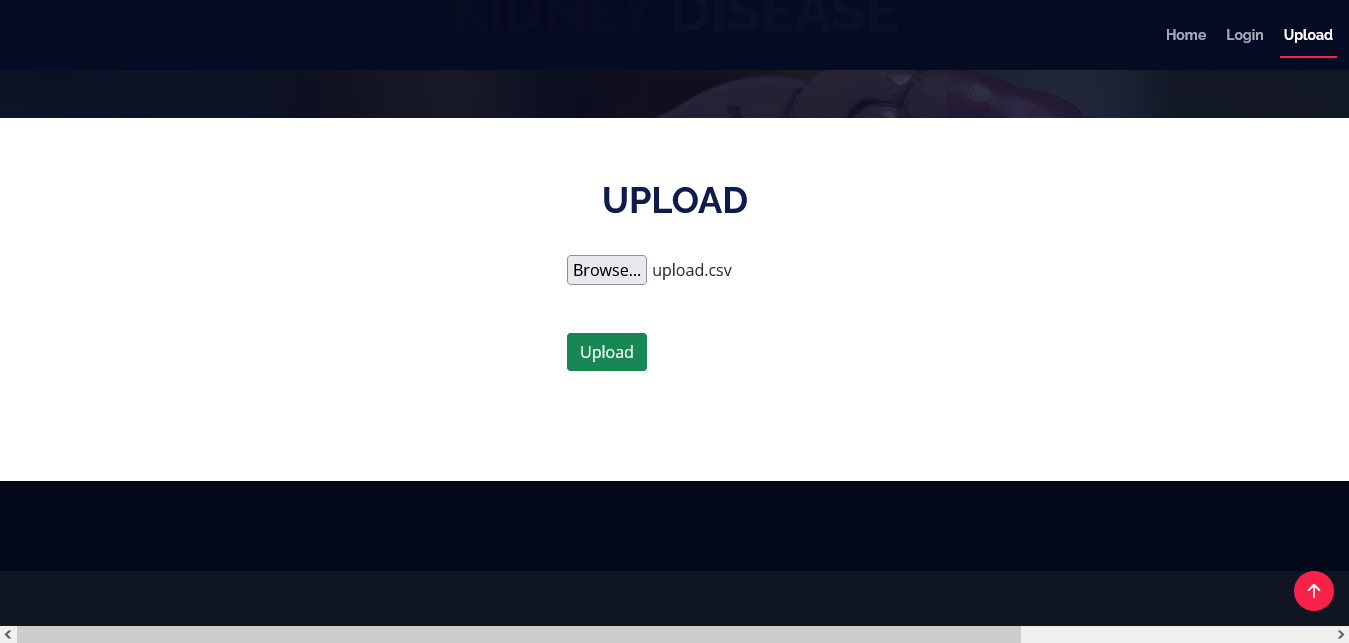 KIDNEY DISEASE
Home Login Upload
UPLOAD
Browse... upload.csv
Upload